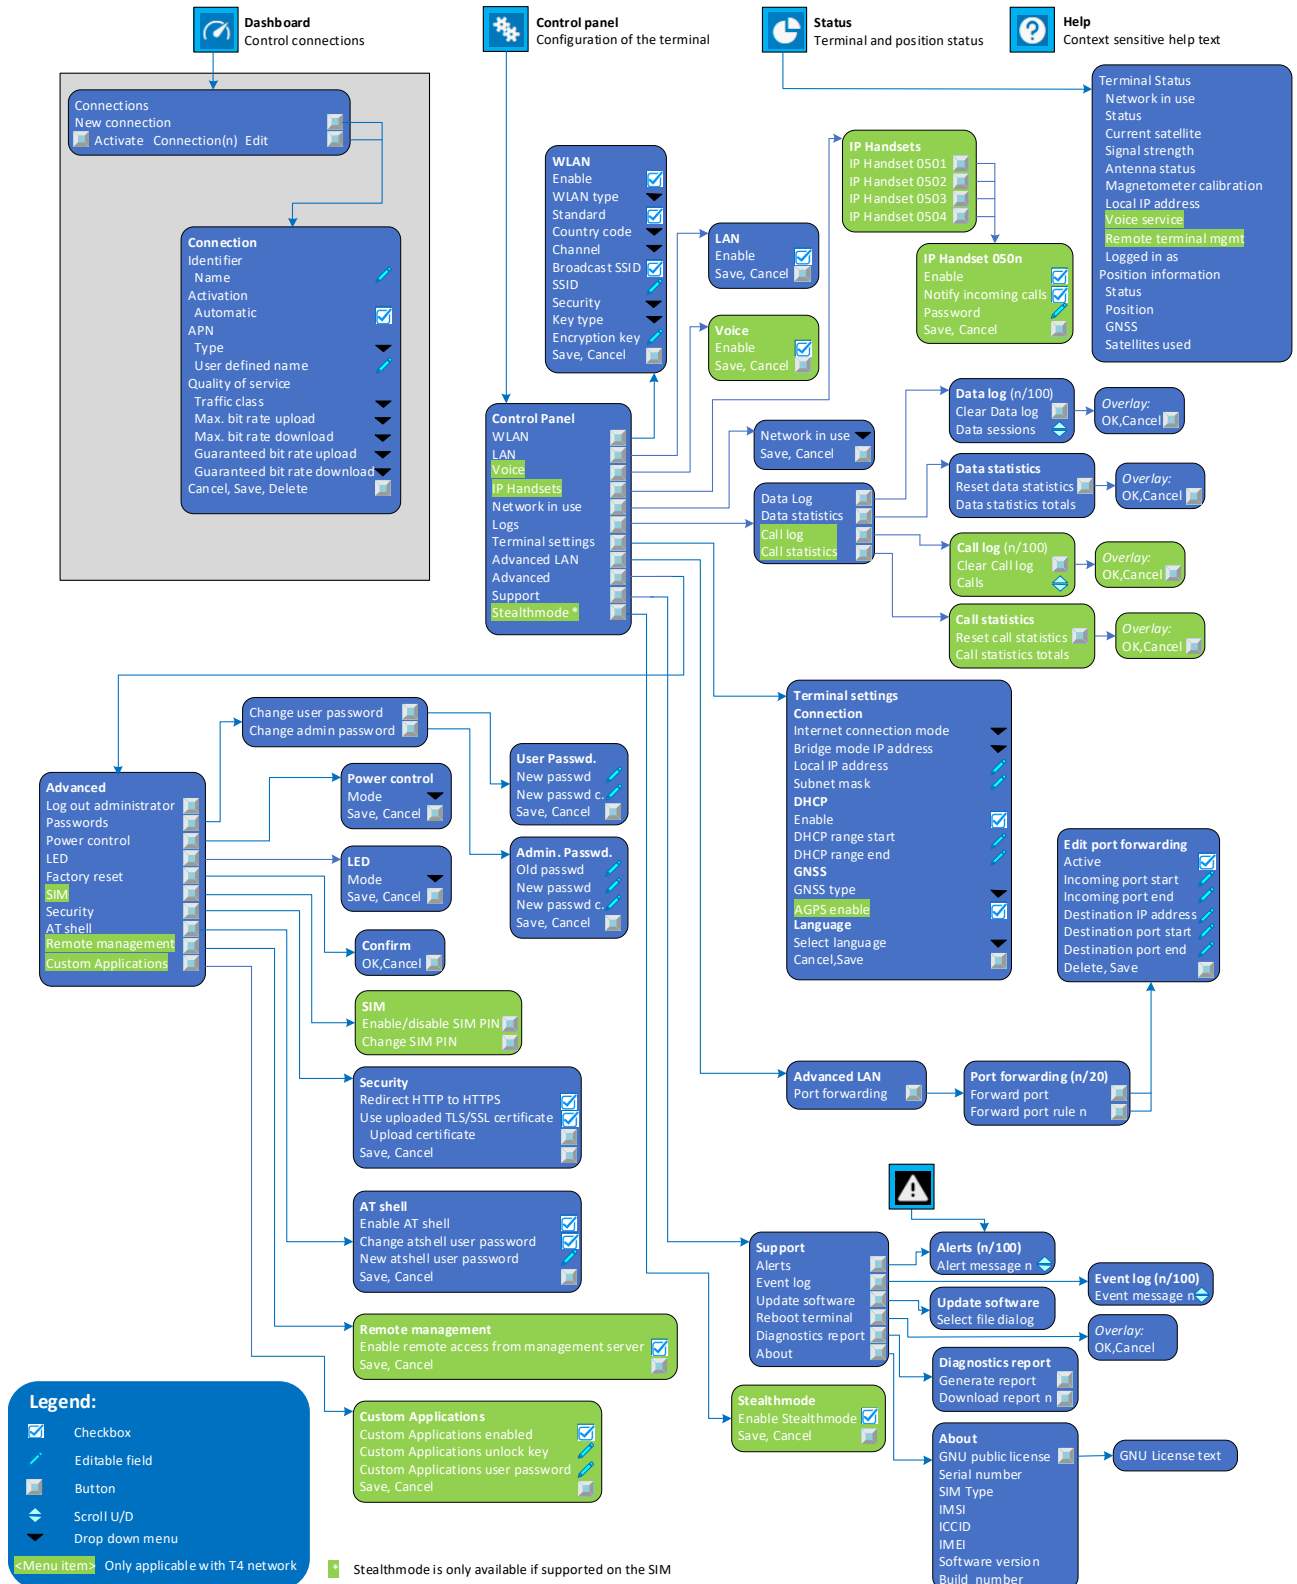 Dashboard
Control connections
Control panel
Configuration of the terminal
Status
Terminal and position status
Help
Context sensitive help text
Connections
New connection
Activate Connection(n) Edit
Connection
Identifier
Name
Activation
Automatic
APN
Type
User defined name
Quality of service
Traffic class
Max. bit rate upload
Max. bit rate download
Guaranteed bit rate upload
Guaranteed bit rate download
Cancel, Save, Delete
WLAN
Enable
WLAN type
Standard
Country code
Channel
Broadcast SSID
SSID
Security
Key type
Encryption key
Save, Cancel
LAN
Enable
Save, Cancel
Voice
Enable
Save, Cancel
IP Handsets
IP Handset 0501
IP Handset 0502
IP Handset 0503
IP Handset 0504
IP Handset 050n
Enable
Notify incoming calls
Password
Save, Cancel
Terminal Status
Network in use
Status
Current satellite
Signal strength
Antenna status
Magnetometer calibration
Local IP address
Voice service
Remote terminal mgmt
Logged in as
Position information
Status
Position
GNSS
Satellites used
Control Panel
WLAN
LAN
Voice
IP Handsets
Network in use
Logs
Terminal settings
Advanced LAN
Advanced
Support
Stealthmode *
Network in use
Save, Cancel
Data Log
Data statistics
Call log
Call statistics
Data log (n/100)
Clear Data log
Data sessions
Overlay:
OK,Cancel
Data statistics
Reset data statistics
Data statistics totals
Overlay:
OK,Cancel
Call log (n/100)
Clear Call log
Calls
Overlay:
OK,Cancel
Call statistics
Reset call statistics
Call statistics totals
Overlay:
OK,Cancel
Terminal settings
Connection
Internet connection mode
Bridge mode IP address
Local IP address
Subnet mask
DHCP
Enable
DHCP range start
DHCP range end
GNSS
GNSS type
AGPS enable
Language
Select language
Cancel,Save
Change user password
Change admin password
User Passwd.
New passwd
New passwd c.
Save, Cancel
Admin. Passwd.
Old passwd
New passwd
New passwd c.
Save, Cancel
Advanced
Log out administrator
Passwords
Power control
LED
Factory reset
SIM
Security
AT shell
Remote management
Custom Applications
Power control
Mode
Save, Cancel
LED
Mode
Save, Cancel
Confirm
OK,Cancel
SIM
Enable/disable SIM PIN
Change SIM PIN
Security
Redirect HTTP to HTTPS
Use uploaded TLS/SSL certificate
Upload certificate
Save, Cancel
AT shell
Enable AT shell
Change atshell user password
New atshell user password
Save, Cancel
Remote management
Enable remote access from management server
Save, Cancel
Custom Applications
Custom Applications enabled
Custom Applications unlock key
Custom Applications user password
Save, Cancel
Edit port forwarding
Active
Incoming port start
Incoming port end
Destination IP address
Destination port start
Destination port end
Delete, Save
Advanced LAN
Port forwarding
Port forwarding (n/20)
Forward port
Forward port rule n
Support
Alerts
Event log
Update software
Reboot terminal
Diagnostics report
About
Alerts (n/100)
Alert message n
Event log (n/100)
Event message n
Update software
Select file dialog
Overlay:
OK,Cancel
Diagnostics report
Generate report
Download report n
Stealthmode
Enable Stealthmode
Save, Cancel
About
GNU public license
Serial number
SIM Type
IMSI
ICCID
IMEI
Software version
Build number
GNU License text
Legend:
Checkbox
Editable field
Button
Scroll U/D
Drop down menu
<Menu item> Only applicable with T4 network
* Stealthmode is only available if supported on the SIM